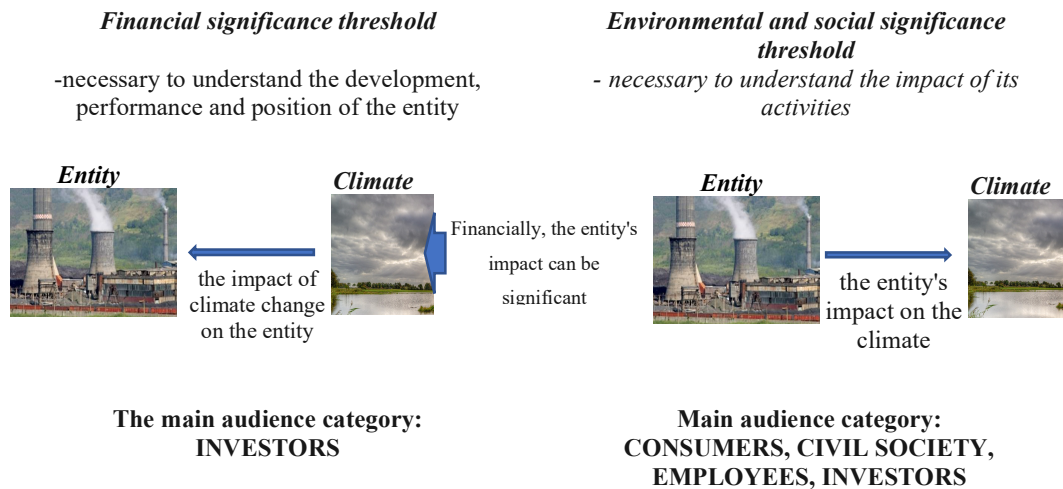 Financial significance threshold
-necessary to understand the development,
performance and position of the entity
Entity
Climate
the impact of
climate change
on the entity
Financially, the entity's
impact can be
significant
The main audience category:
INVESTORS
Environmental and social significance
threshold
- necessary to understand the impact of its
activities
Entity
Climate
the entity's
impact on the
climate
Main audience category:
CONSUMERS, CIVIL SOCIETY,
EMPLOYEES, INVESTORS